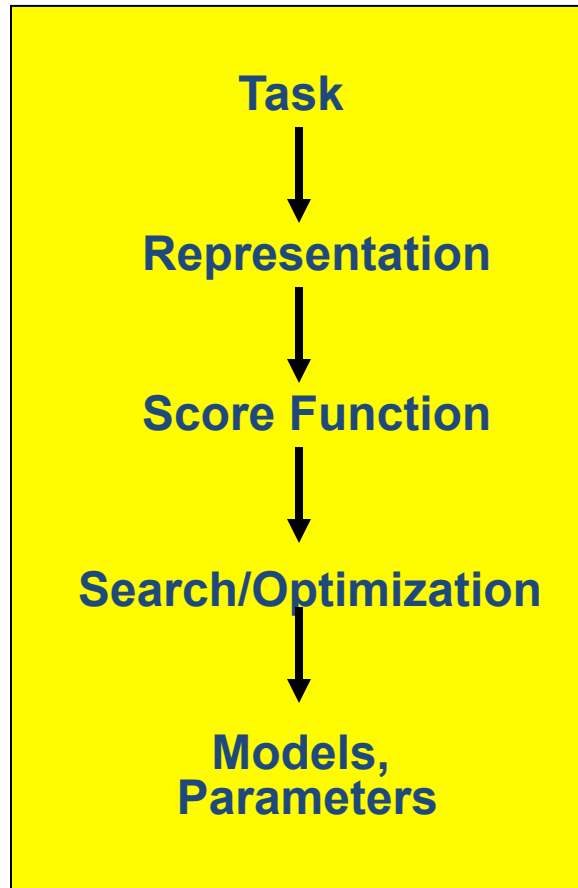 Task
Representation
Score Function
Search/Optimization
Models,
Parameters